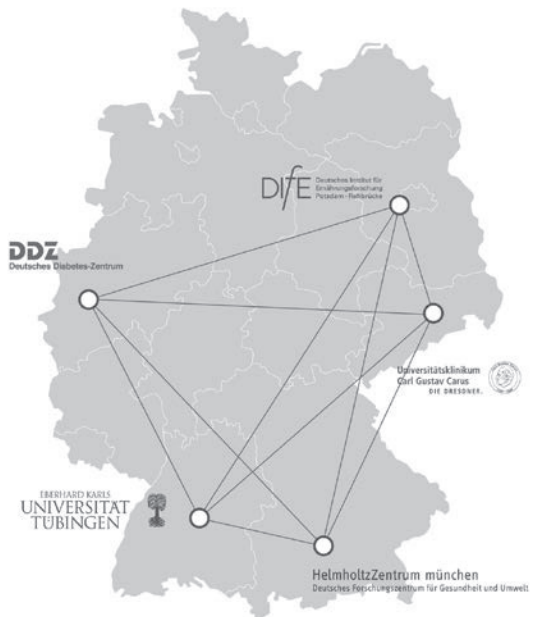 DIfE
Deutsches Institut für
Ernährungsforschung
Potsdam-Rehbrücke
DDZ
Deutsches Diabetes-Zentrum
Universitätsklinikum
Carl Gustav Carus
DIE DRESDNER.
EBERHARD KARLS
UNIVERSITÄT
TÜBINGEN
HelmholtzZentrum münchen
Deutsches Forschungszentrum für Gesundheit und Umwelt